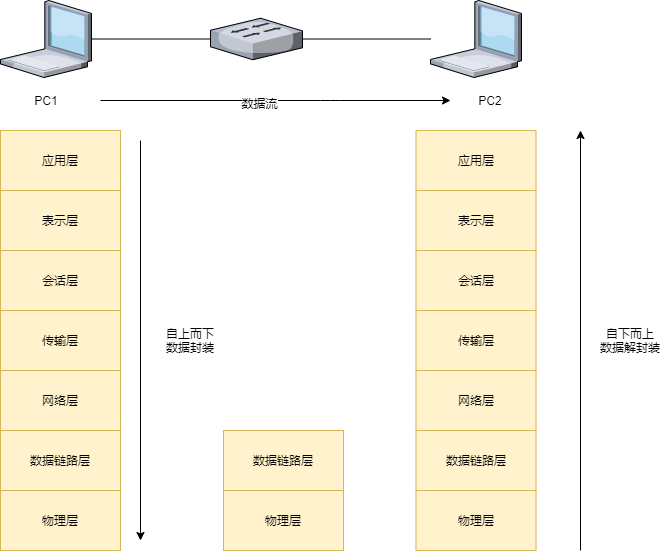 PC1
数据流
PC2
应用层
表示层
会话层
传输层
网络层
数据链路层
物理层
自上而下
数据封装
数据链路层
物理层
应用层
表示层
会话层
传输层
网络层
数据链路层
物理层
自下而上
数据解封装